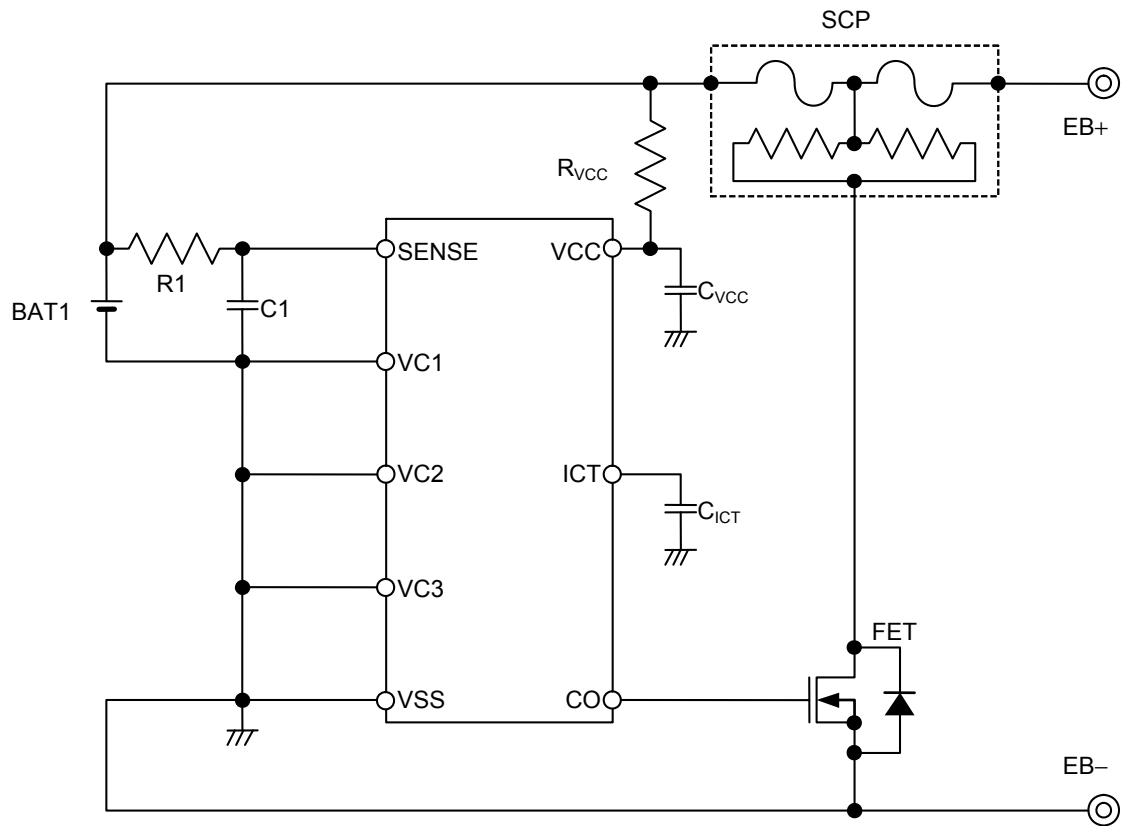 SCP
EB+
RVCC
SENSE
VCC
R1
BAT1
C1
CVCC
VC1
VC2
ICT
CICT
VC3
FET
VSS
CO
EB−